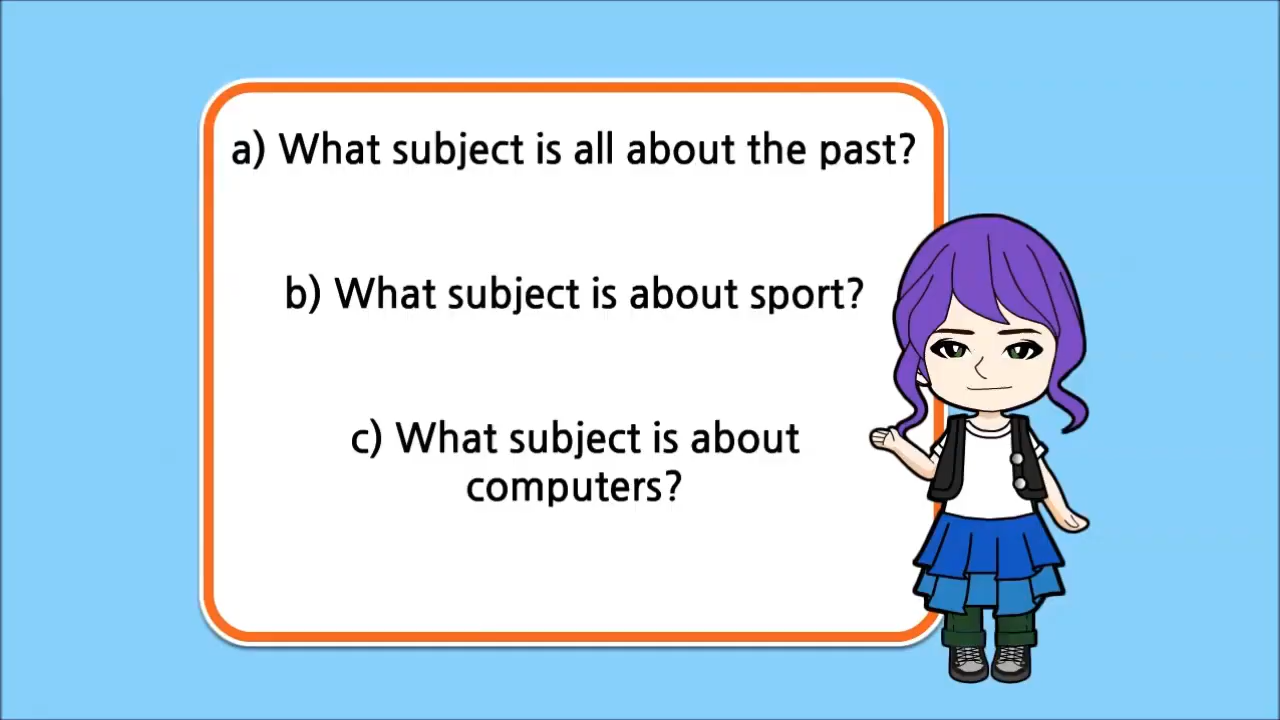 a) What subject is all about the past?
b) What subject is about sport?
c) What subject is about
computers?